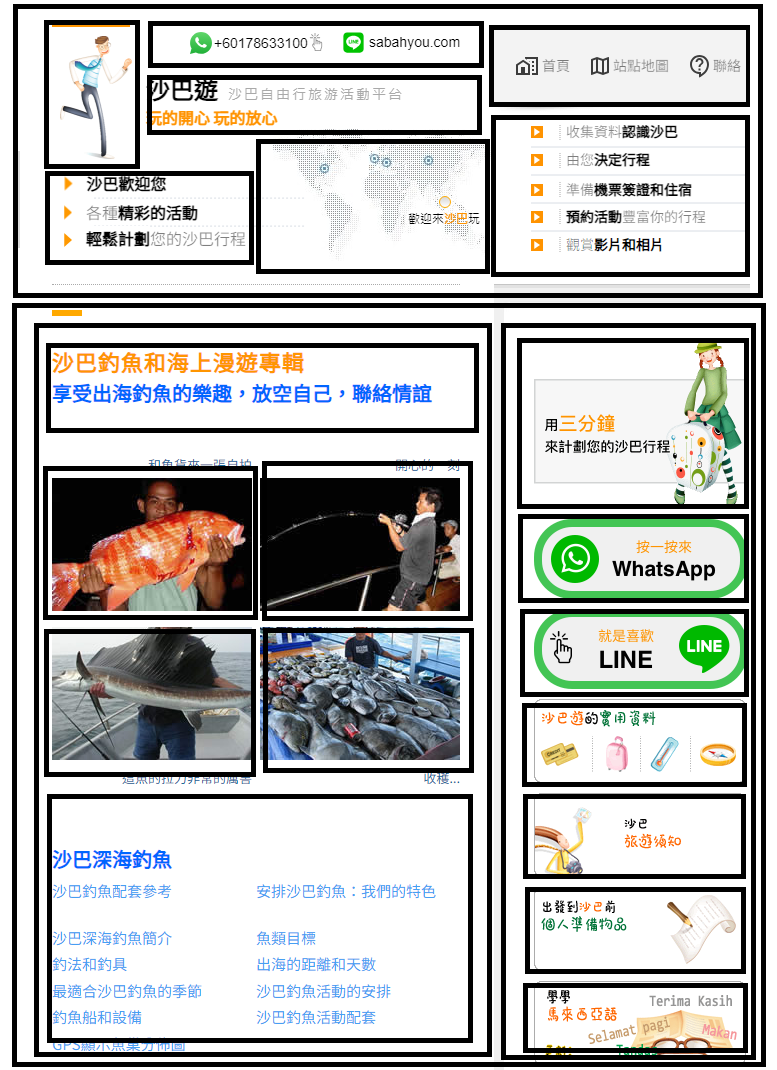 +60178633100
sabahyou.com
首頁
站點地圖
聯絡
沙巴遊 沙巴自由行旅游活動平台
玩的開心 玩的放心
沙巴歡迎您
各種精彩的活動
輕鬆計劃您的沙巴行程
歡迎來沙巴玩
收集資料認識沙巴
由您決定行程
準備機票簽證和住宿
預約活動豐富你的行程
觀賞影片和相片
沙巴釣魚和海上漫遊專輯
享受出海釣魚的樂趣，放空自己，聯絡情誼
和魚貨來一張自拍
開心的一刻
這魚的拉力非常的厲害
收穫...
沙巴深海釣魚
沙巴釣魚配套參考
安排沙巴釣魚：我們的特色
沙巴深海釣魚簡介
魚類目標
釣法和釣具
出海的距離和天數
最適合沙巴釣魚的季節
沙巴釣魚活動的安排
釣魚船和設備
沙巴釣魚活動配套
GPS顯示魚巢分佈圖
用三分鐘
來計劃您的沙巴行程
按一按來
WhatsApp
就是喜歡
LINE
LINE
沙巴遊的實用資料
沙巴
旅遊須知
出發到沙巴前
個人準備物品
學學
馬來西亞語
Terima Kasih
Selamat pagi
Makan